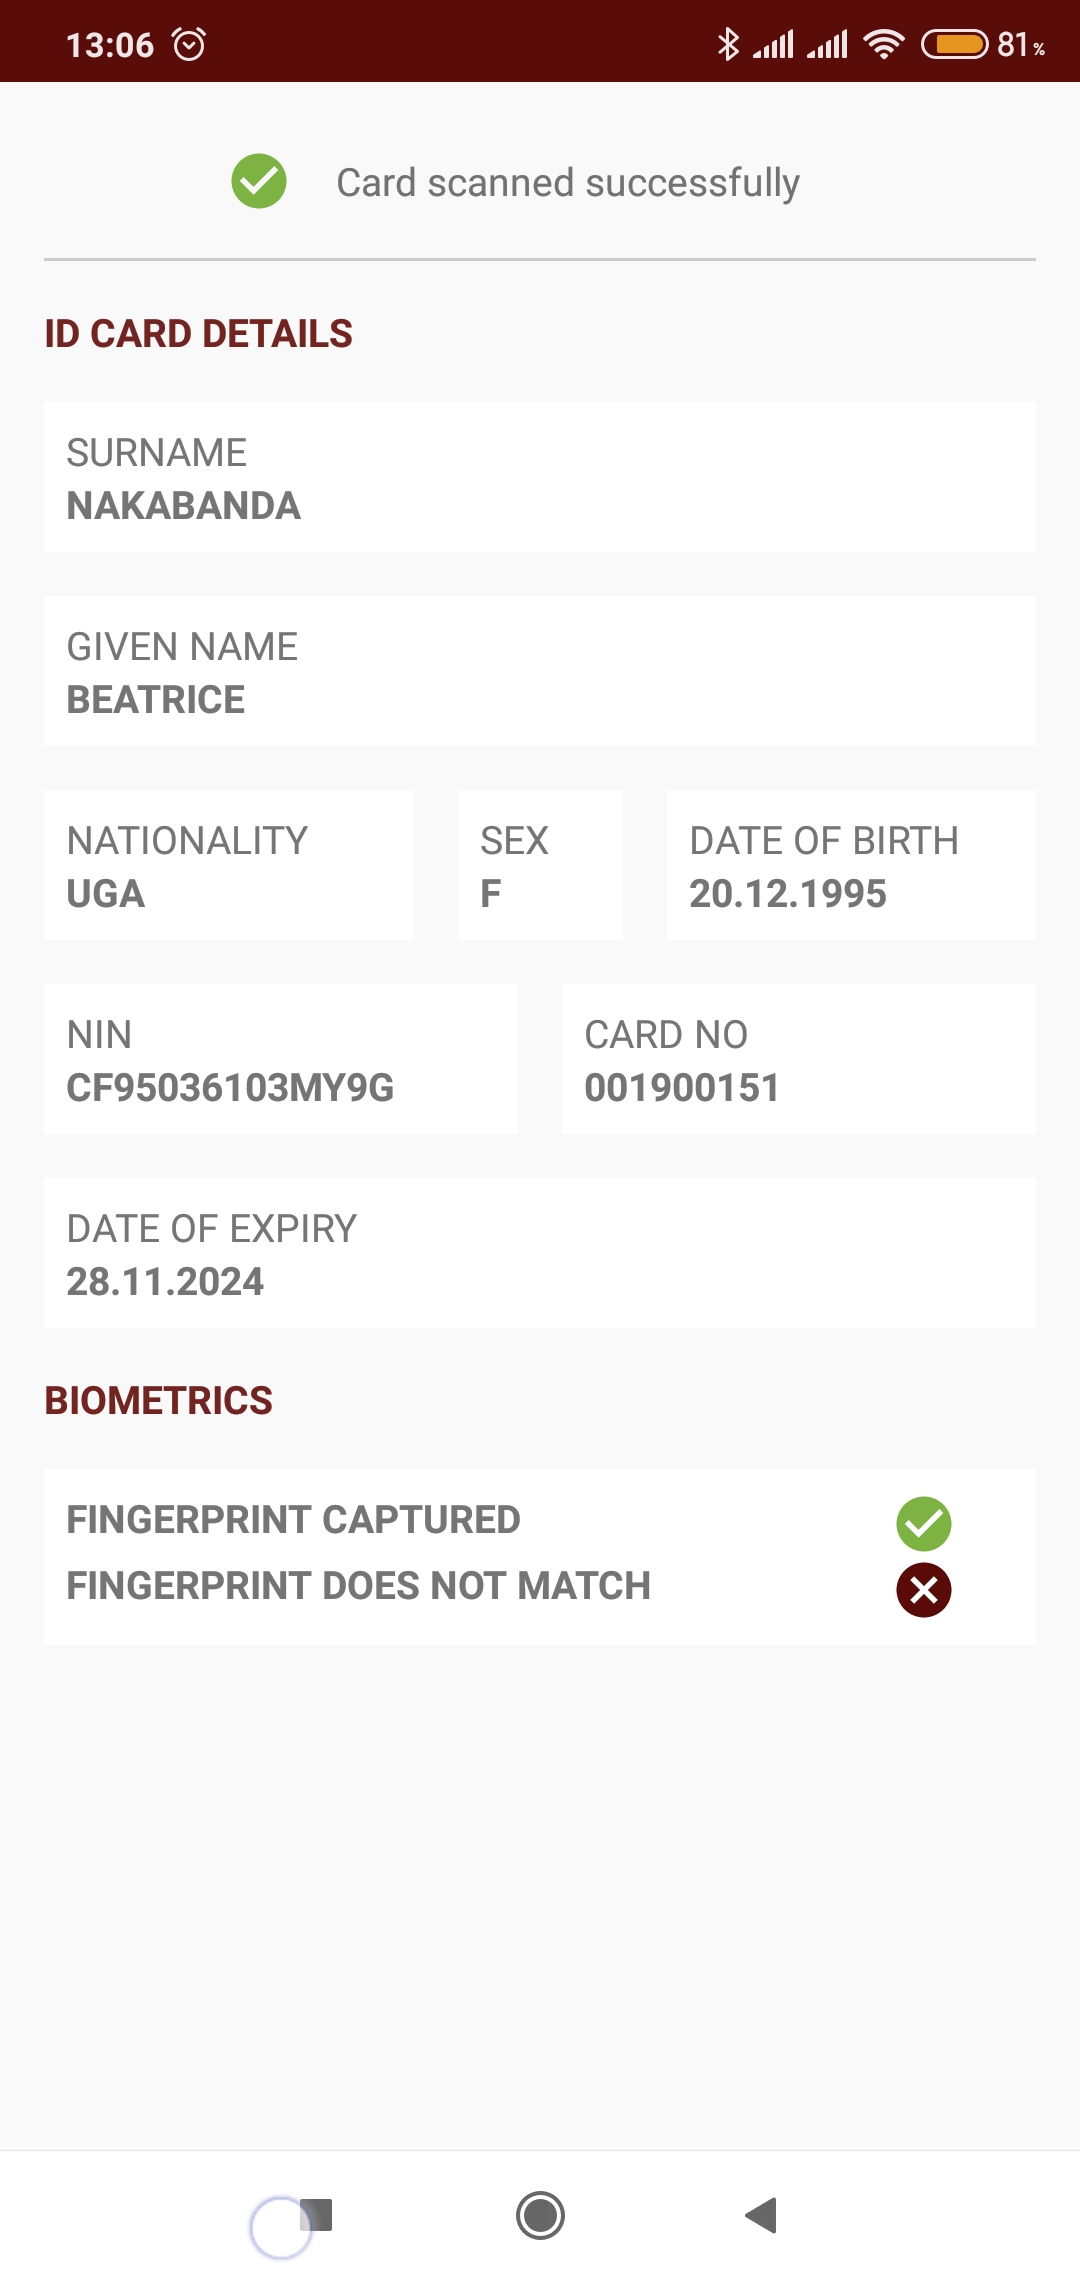 13:06
81%
Card scanned successfully
ID CARD DETAILS
SURNAME
NAKABANDA
GIVEN NAME
BEATRICE
NATIONALITY
UGA
SEX
F
DATE OF BIRTH
20.12.1995
NIN
CF95036103MY9G
CARD NO
001900151
DATE OF EXPIRY
28.11.2024
BIOMETRICS
FINGERPRINT CAPTURED
FINGERPRINT DOES NOT MATCH